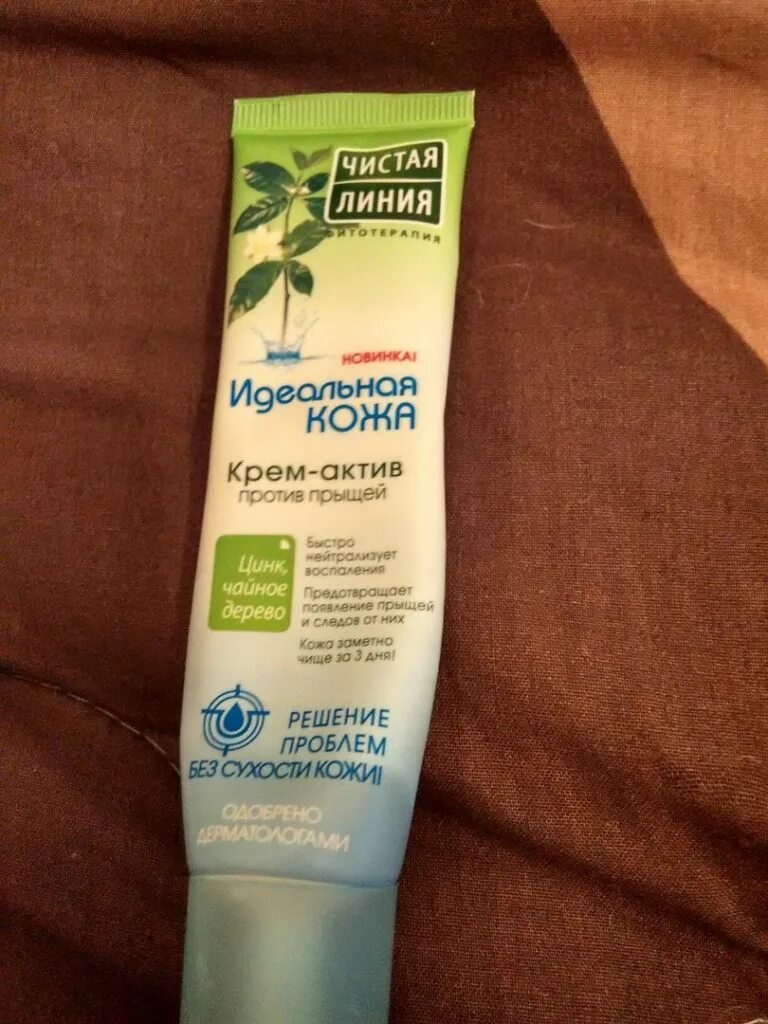 ЧИСТАЯ
ЛИНИЯ
ФИТОТЕРАПИЯ
НОВИНКА!
Идеальная
КОЖА
Крем-актив
против прыщей
Цинк,
чайное
дерево
Быстро
нейтрализует
воспаления
Предотвращает
появление прыщей
и следов от них
Кожа заметно
чище за 3 дня!
РЕШЕНИЕ
ПРОБЛЕМ
БЕЗ СУХОСТИ КОЖИ!
ОДОБРЕНО
ДЕРМАТОЛОГАМИ